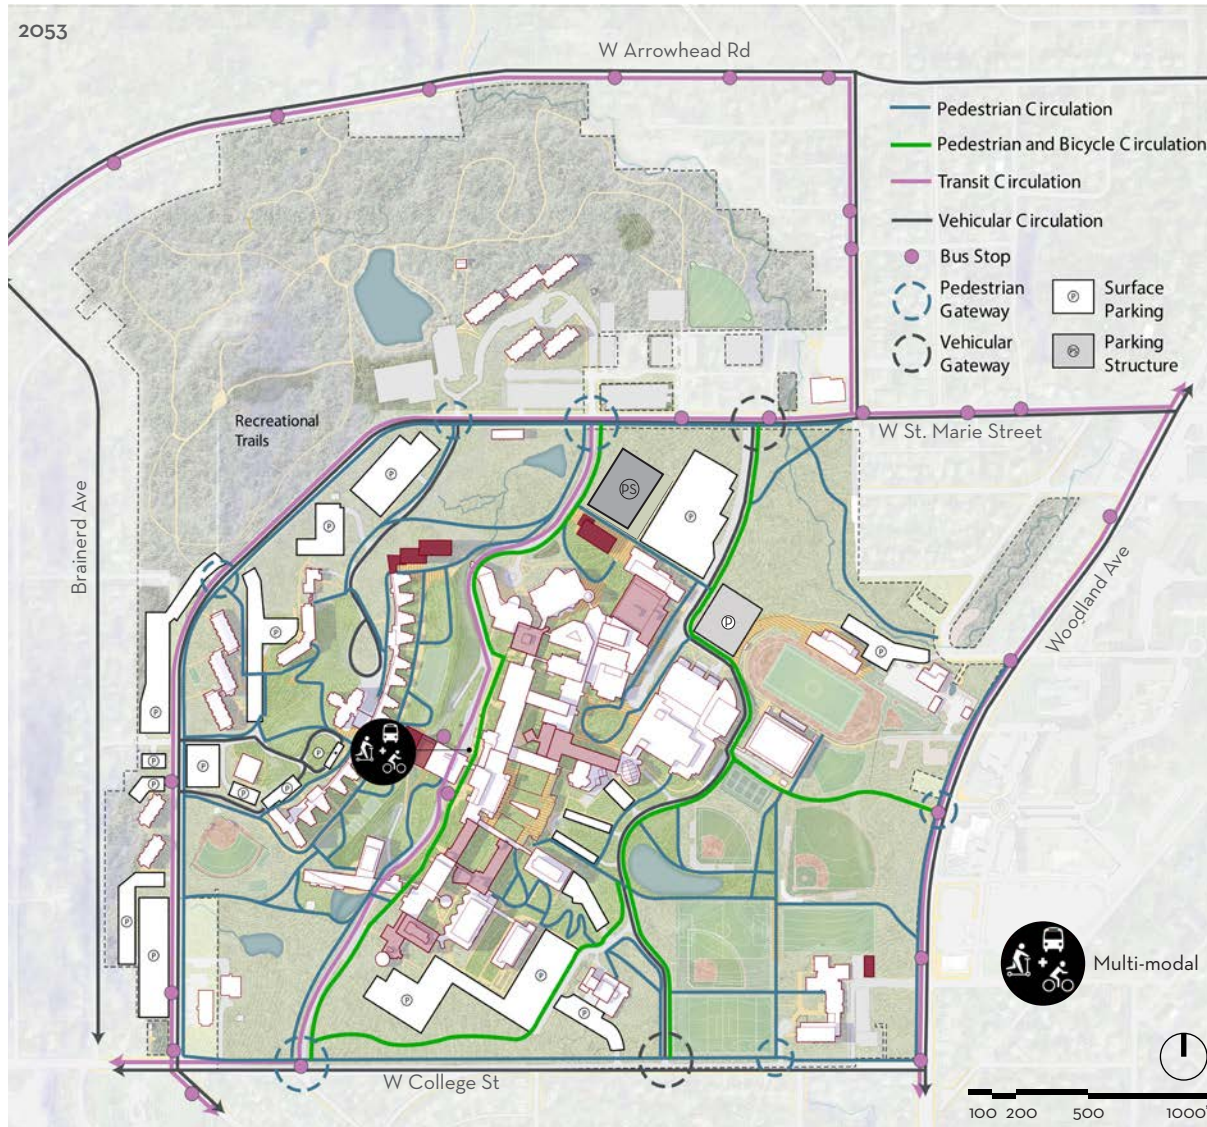 2053
W Arrowhead Rd
Pedestrian Circulation
Pedestrian and Bicycle Circulation
Transit Circulation
Vehicular Circulation
Bus Stop
Pedestrian
Gateway
P
Surface
Parking
Vehicular
Gateway
PS
Parking
Structure
Recreational
Trails
W St. Marie Street
Brainerd Ave
Woodland Ave
P
PS
P
P
P
P
P
P
P
P
P
P
P
P
P
+
P
P
P
P
P
+
Multi-modal
W College St
100 200 500 1000'